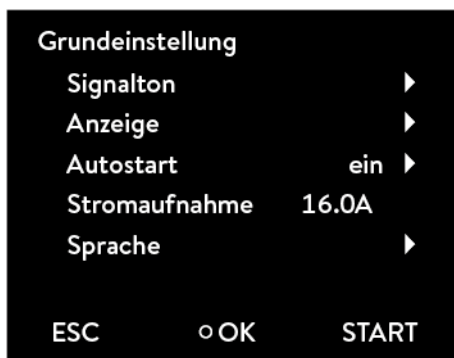 Grundeinstellung
Signalton
Anzeige
Autostart ein
Stromaufnahme 16.0A
Sprache
ESC OK START